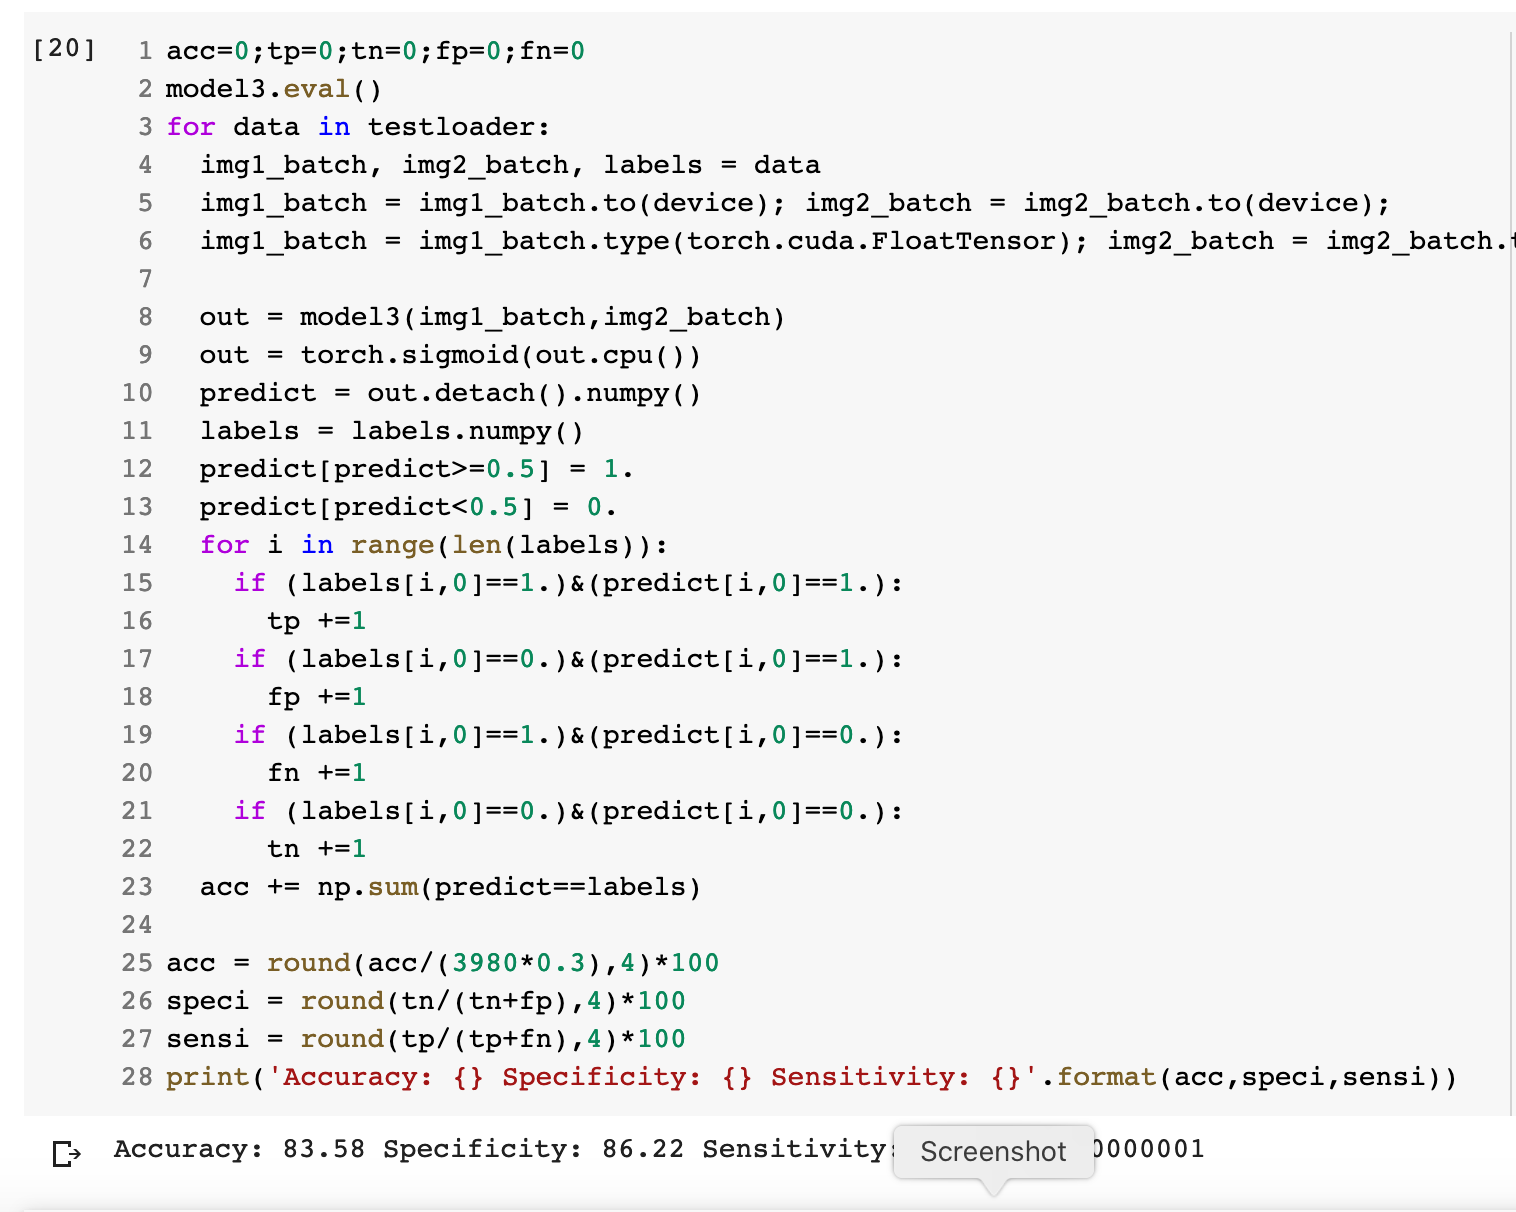 [20] 1 acc=0;tp=0;tn=0;fp=0;fn=0
2 model3.eval()
3 for data in testloader:
4   img1_batch, img2_batch, labels = data
5   img1_batch = img1_batch.to(device); img2_batch = img2_batch.to(device);
6   img1_batch = img1_batch.type(torch.cuda.FloatTensor); img2_batch = img2_batch.t
7
8   out = model3(img1_batch,img2_batch)
9   out = torch.sigmoid(out.cpu())
10   predict = out.detach().numpy()
11   labels = labels.numpy()
12   predict[predict>=0.5] = 1.
13   predict[predict<0.5] = 0.
14   for i in range(len(labels)):
15     if (labels[i,0]==1.)&(predict[i,0]==1.):
16       tp +=1
17     if (labels[i,0]==0.)&(predict[i,0]==1.):
18       fp +=1
19     if (labels[i,0]==1.)&(predict[i,0]==0.):
20       fn +=1
21     if (labels[i,0]==0.)&(predict[i,0]==0.):
22       tn +=1
23   acc += np.sum(predict==labels)
24
25 acc = round(acc/(3980*0.3),4)*100
26 speci = round(tn/(tn+fp),4)*100
27 sensi = round(tp/(tp+fn),4)*100
28 print('Accuracy: {} Specificity: {} Sensitivity: {}'.format(acc,speci,sensi))
Accuracy: 83.58 Specificity: 86.22 Sensitivity: 0000001
Screenshot